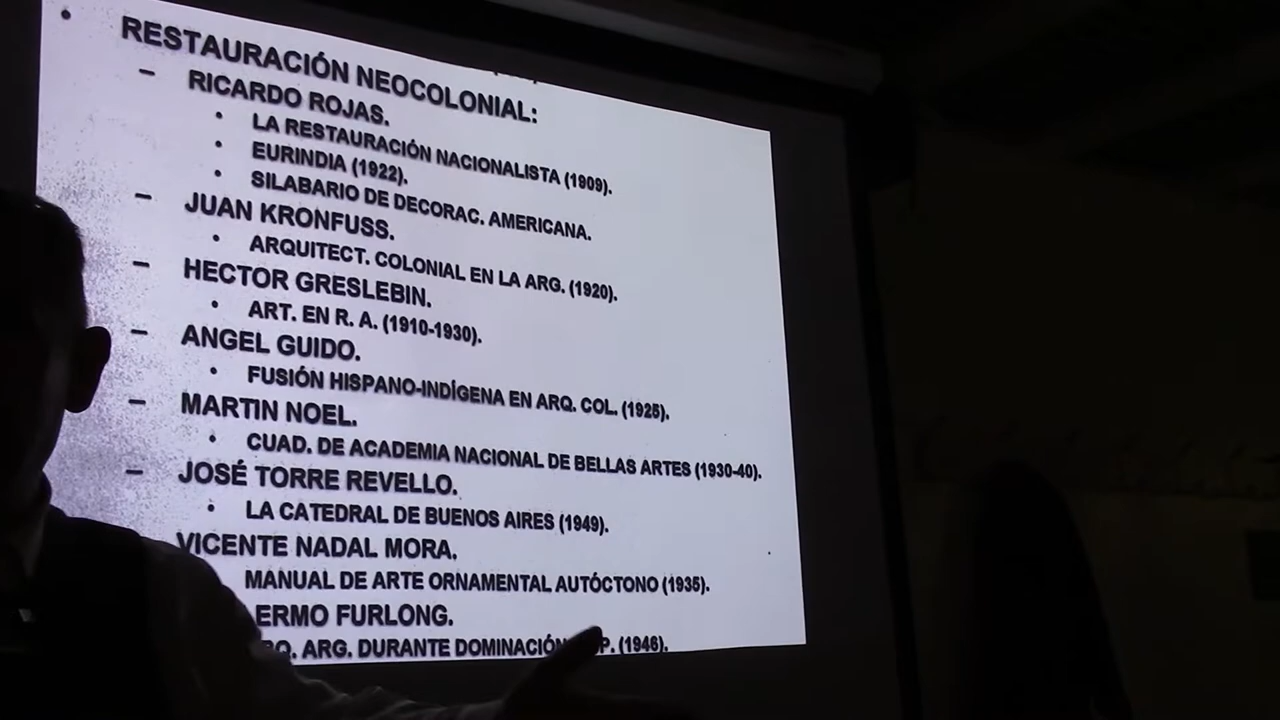 • RESTAURACIÓN NEOCOLONIAL:
– RICARDO ROJAS.
• LA RESTAURACIÓN NACIONALISTA (1909).
• EURINDIA (1922).
• SILABARIO DE DECORAC. AMERICANA.
– JUAN KRONFUSS.
• ARQUITECT. COLONIAL EN LA ARG. (1920).
– HECTOR GRESLEBIN.
• ART. EN R. A. (1910-1930).
– ANGEL GUIDO.
• FUSIÓN HISPANO-INDÍGENA EN ARQ. COL. (1925).
– MARTIN NOEL.
• CUAD. DE ACADEMIA NACIONAL DE BELLAS ARTES (1930-40).
– JOSÉ TORRE REVELLO.
• LA CATEDRAL DE BUENOS AIRES (1949).
VICENTE NADAL MORA.
MANUAL DE ARTE ORNAMENTAL AUTÓCTONO (1935).
ERMO FURLONG.
ARG. DURANTE DOMINACIÓN (1946).